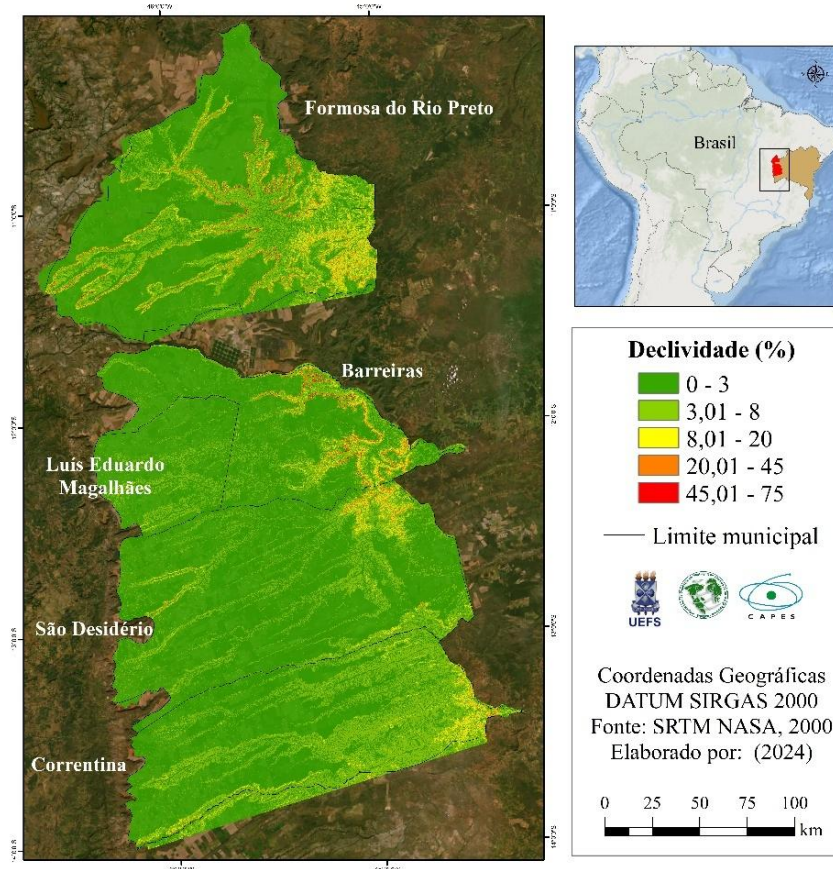 Formosa do Rio Preto
Barreiras
Luís Eduardo
Magalhães
São Desidério
Correntina
Brasil
Declividade (%)
0 - 3
3,01 - 8
8,01 - 20
20,01 - 45
45,01 - 75
Limite municipal
UEFS
CAPES
Coordenadas Geográficas
DATUM SIRGAS 2000
Fonte: SRTM NASA, 2000
Elaborado por: (2024)
0 25 50 75 100
km